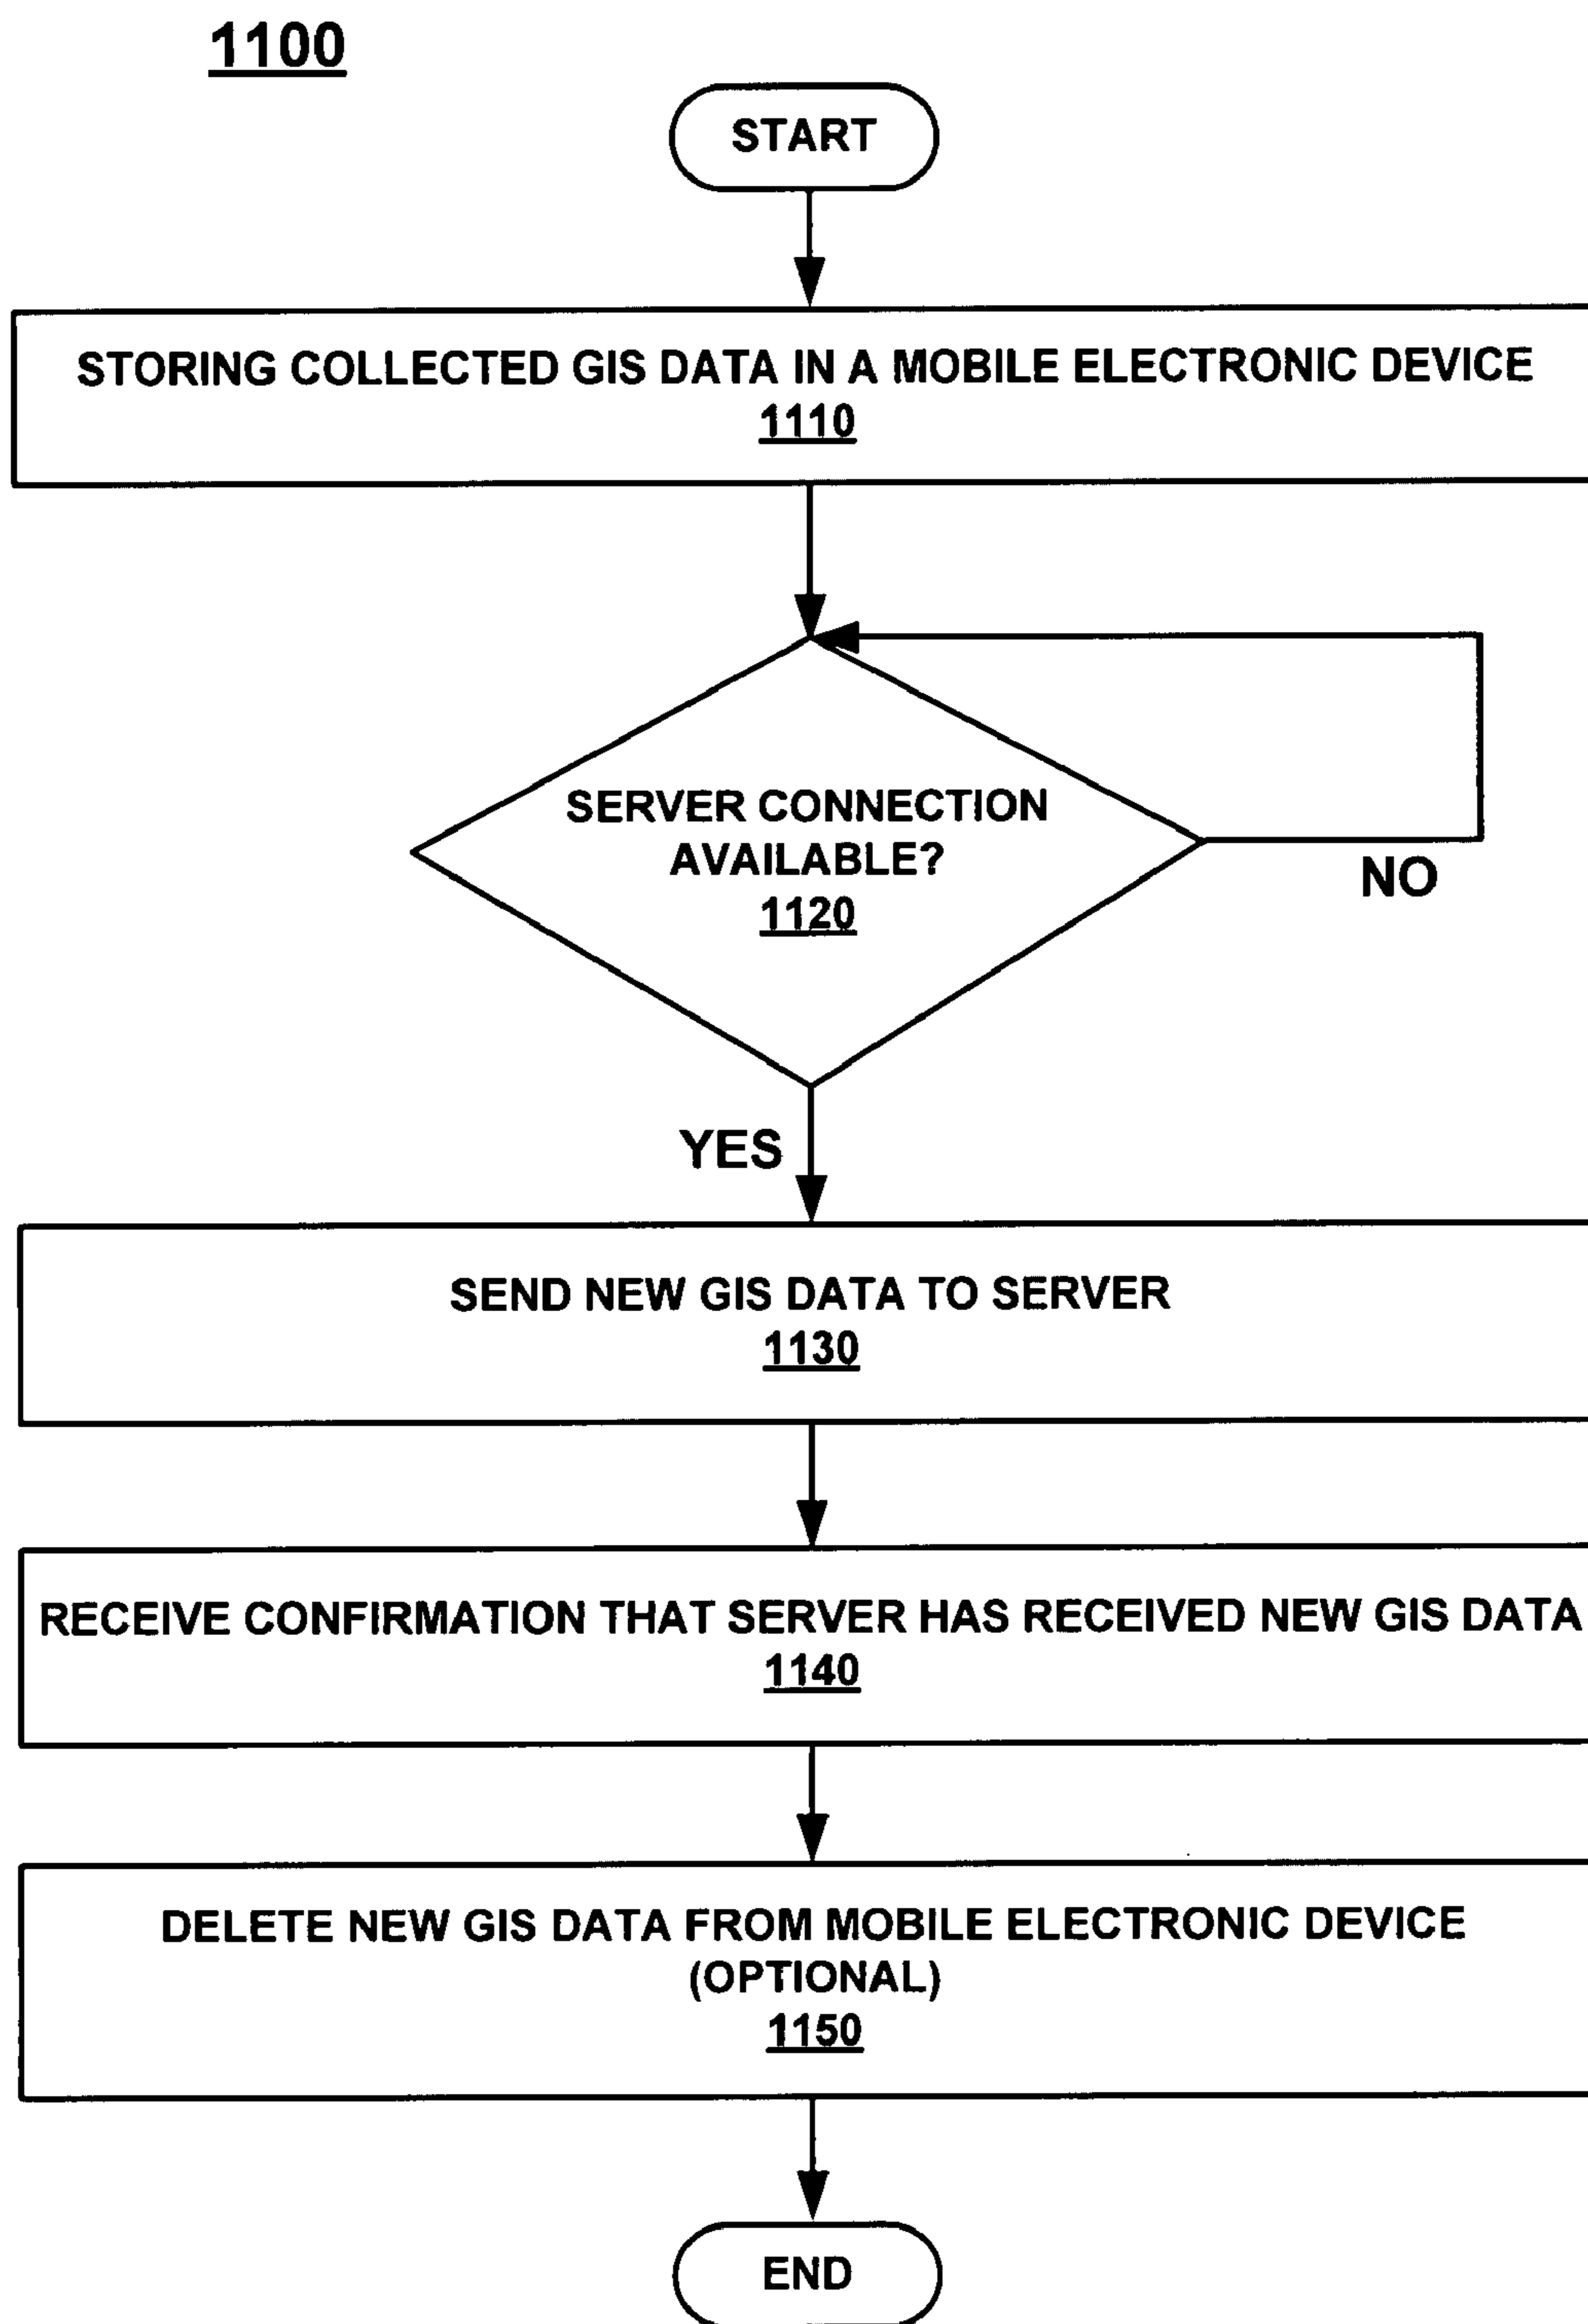 1100
START
STORING COLLECTED GIS DATA IN A MOBILE ELECTRONIC DEVICE
1110
SERVER CONNECTION
AVAILABLE?
1120
NO
YES
SEND NEW GIS DATA TO SERVER
1130
RECEIVE CONFIRMATION THAT SERVER HAS RECEIVED NEW GIS DATA
1140
DELETE NEW GIS DATA FROM MOBILE ELECTRONIC DEVICE
(OPTIONAL)
1150
END